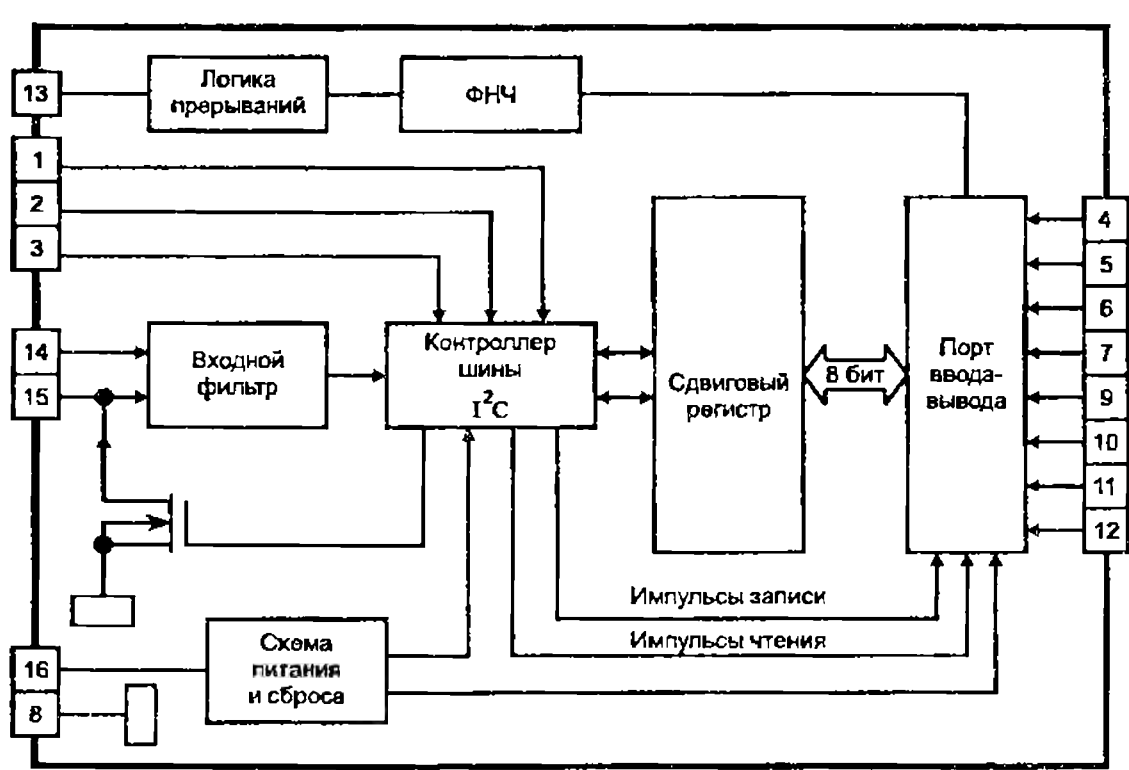 13
Логика
прерываний
ФНЧ
1
2
3
4
5
6
7
9
10
11
12
14
15
Входной
фильтр
Контроллер
шины
I²C
Сдвиговый
регистр
8 бит
Порт
ввода-
вывода
Импульсы записи
Импульсы чтения
16
8
Схема
питания
и сброса